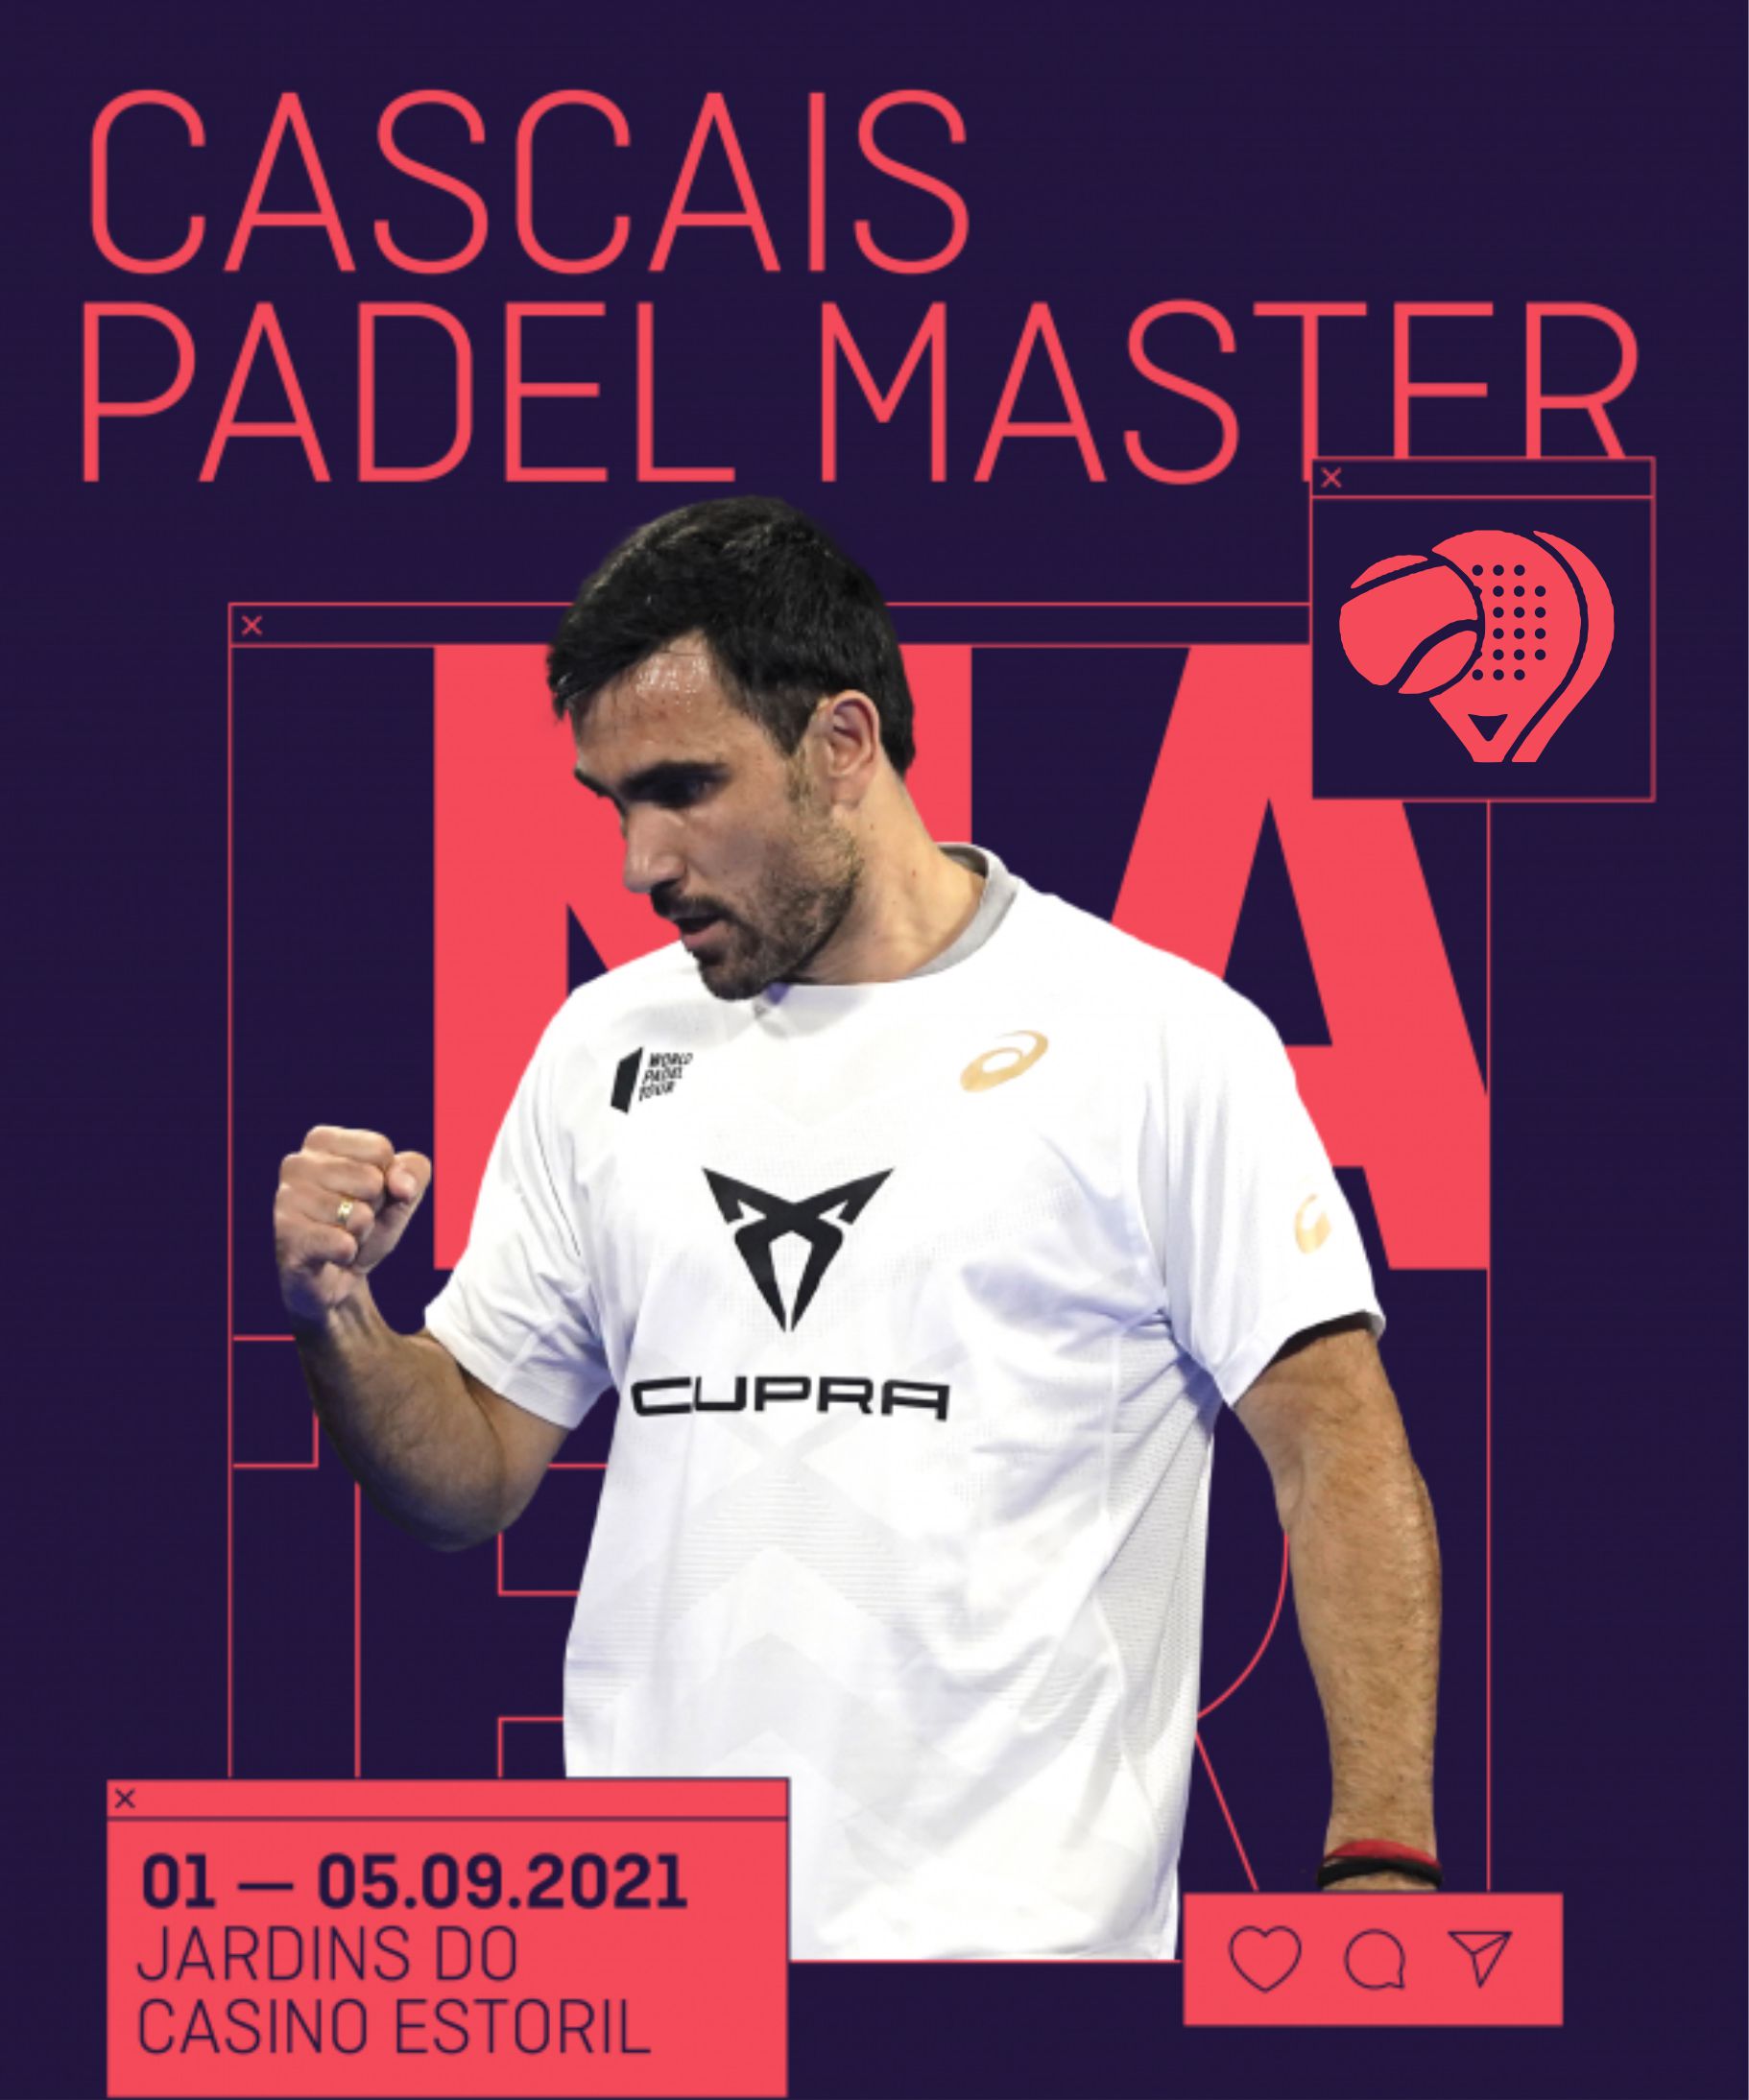 CASCAIS
PADEL MASTER
WORLD
PADEL
TOUR
CUPRA
01 — 05.09.2021
JARDINS DO
CASINO ESTORIL